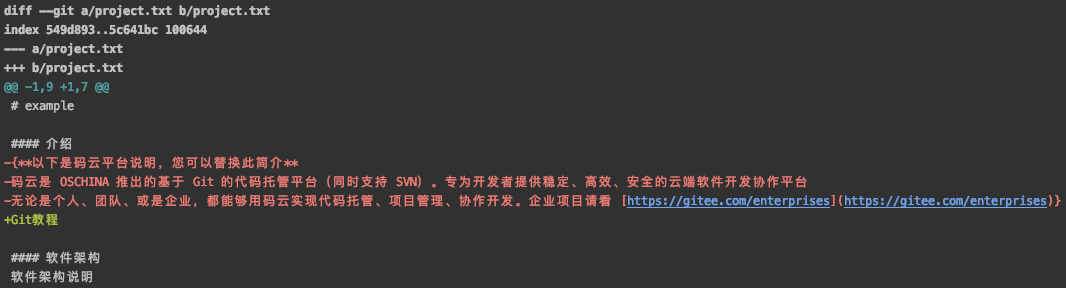 diff --git a/project.txt b/project.txt
index 549d893..5c641bc 100644
--- a/project.txt
+++ b/project.txt
@@ -1,9 +1,7 @@
 # example

 #### 介绍
-{**以下是码云平台说明，您可以替换此简介**
-码云是 OSCHINA 推出的基于 Git 的代码托管平台（同时支持 SVN）。专为开发者提供稳定、高效、安全的云端软件开发协作平台
-无论是个人、团队、或是企业，都能够用码云实现代码托管、项目管理、协作开发。企业项目请看 [https://gitee.com/enterprises](https://gitee.com/enterprises)}
+Git教程

 #### 软件架构
 软件架构说明